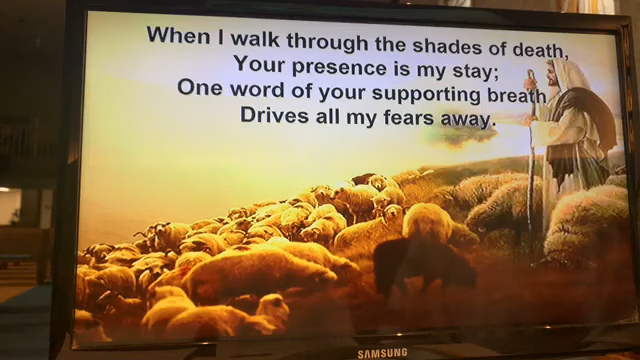 When I walk through the shades of death,
Your presence is my stay;
One word of your supporting breath
Drives all my fears away.
SAMSUNG